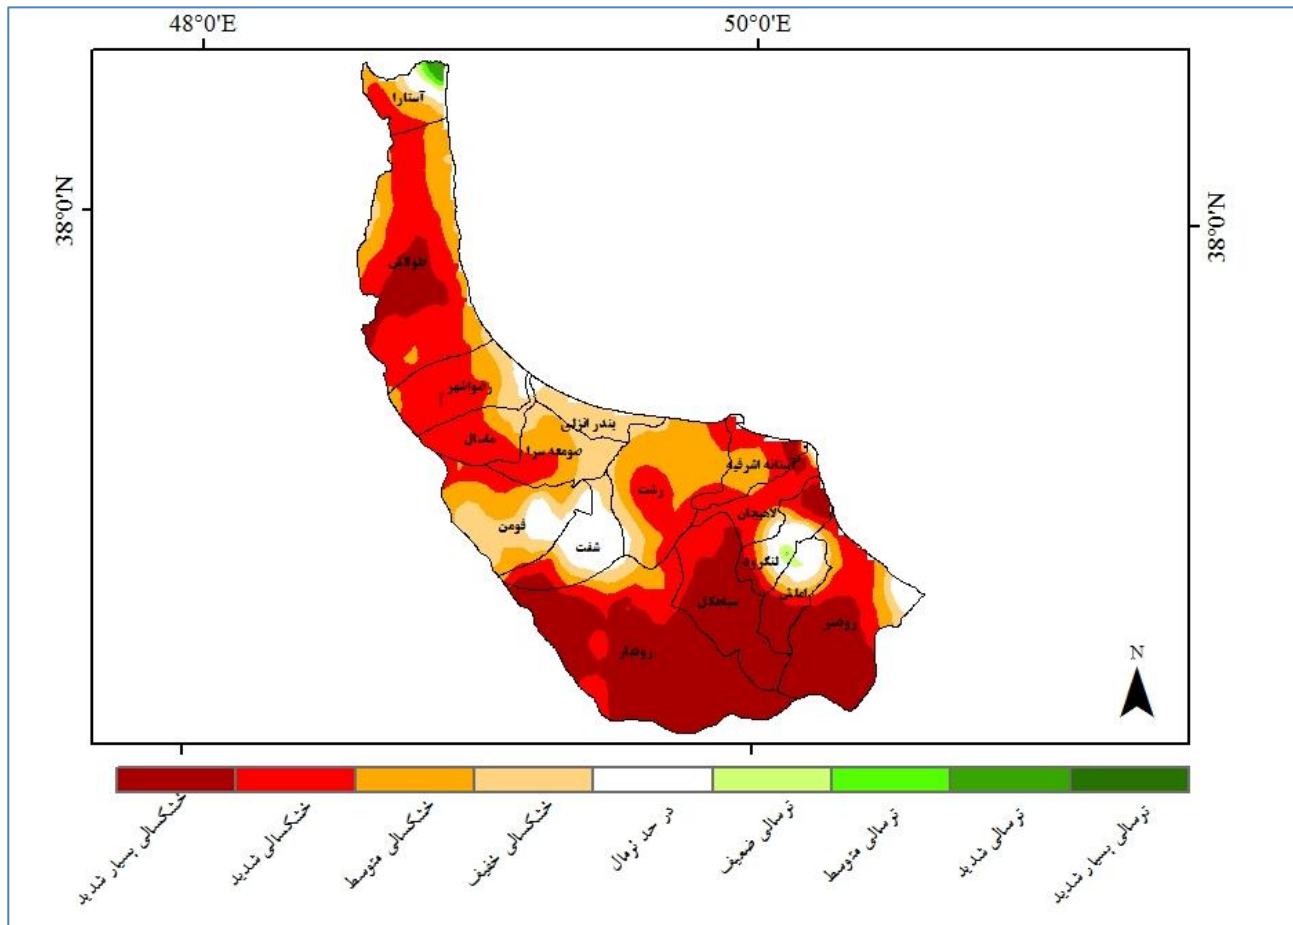 48°0'E
50°0'E
38°0'N
38°0'N
آستارا
طوالش
رضوانشهر
ماسال
بندر انزلی
صومعه سرا
رشت
آستانه اشرفیه
لاهیجان
فومن
شفت
لنگرود
املش
سیاهکل
رودسر
رودبار
N
خشکسالی بسیار شدید
خشکسالی شدید
خشکسالی متوسط
خشکسالی خفیف
در حد نرمال
ترسالی ضعیف
ترسالی متوسط
ترسالی شدید
ترسالی بسیار شدید